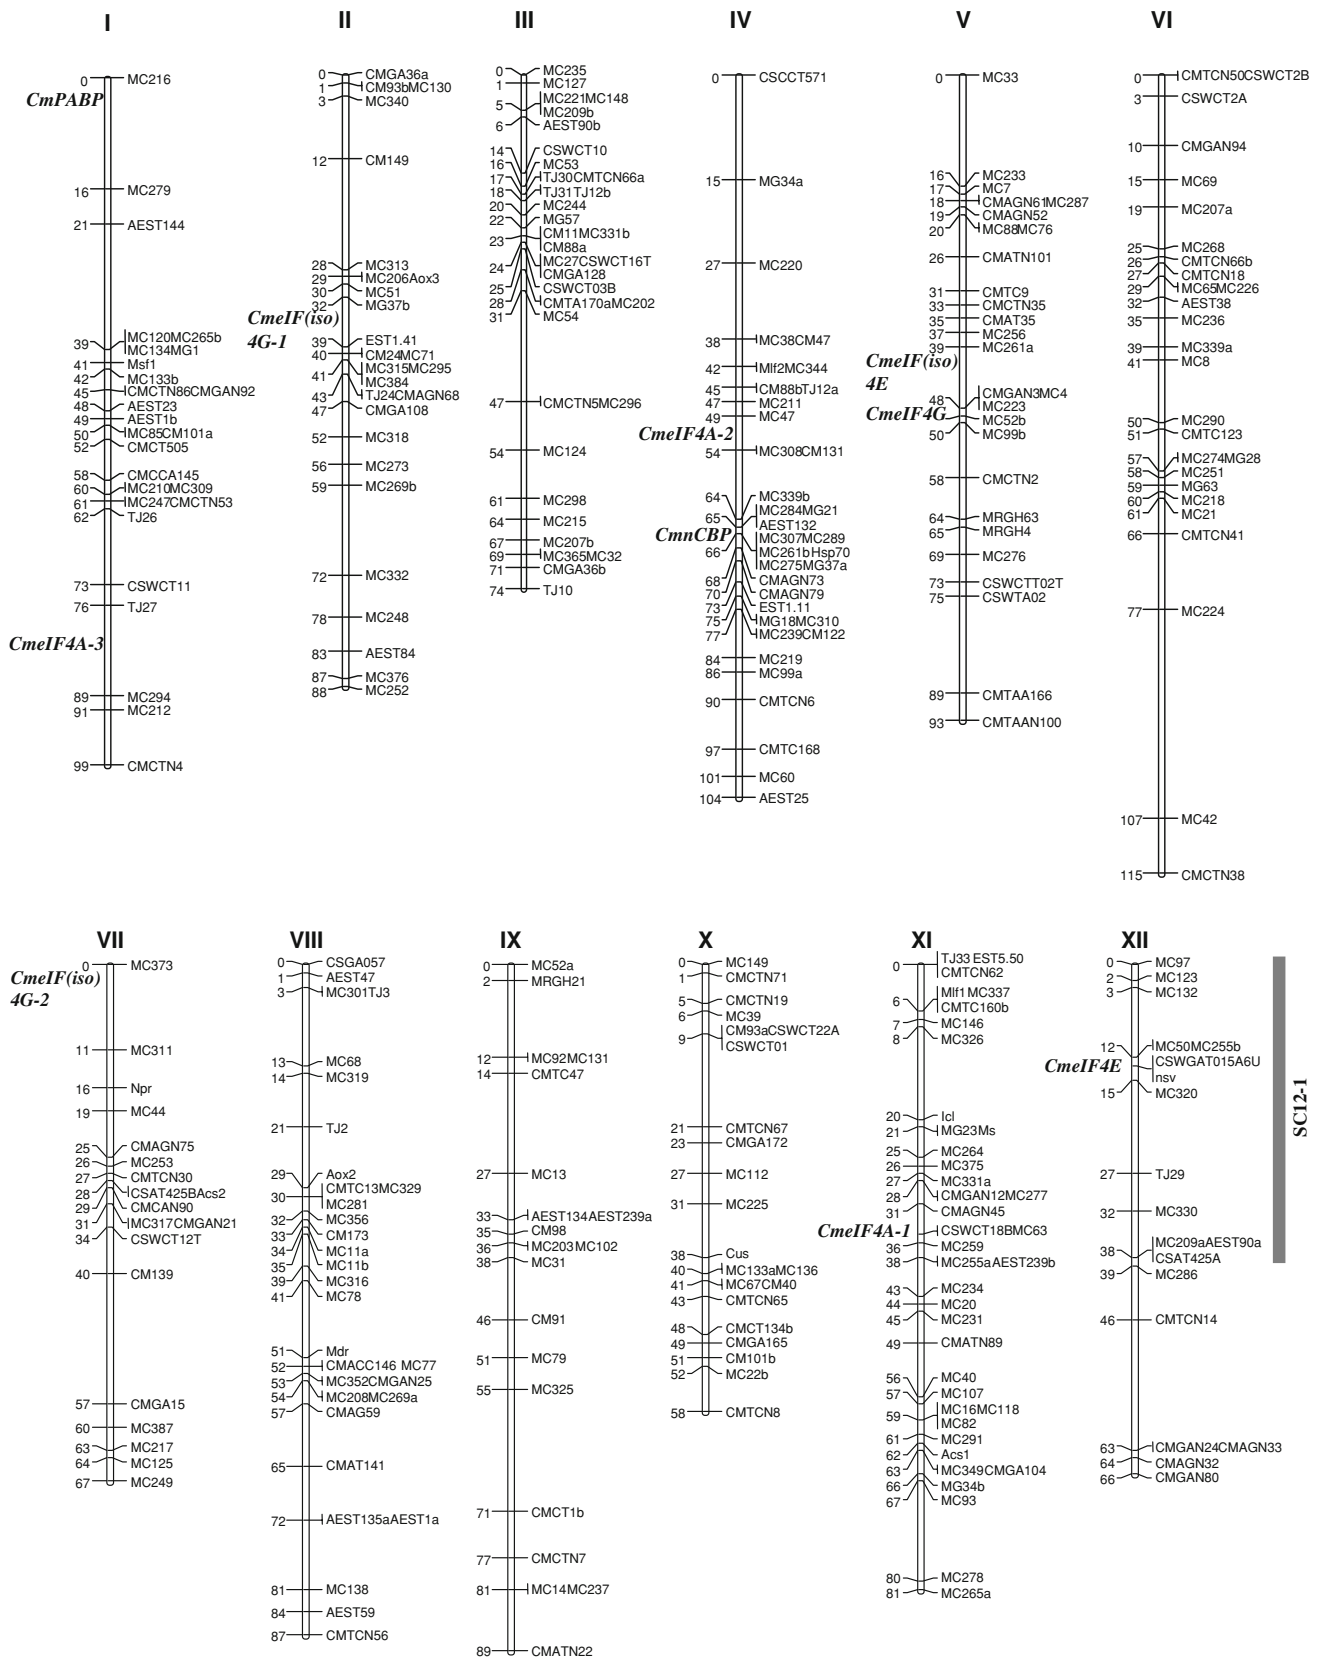 I
0 MC216
CmPABP
16 MC279
21 AEST144
39 MC120MC265b
MC134MG1
41 Msf1
42 MC133b
45 CMCTN86CMGAN92
48 AEST23
49 AEST1b
50 MC85CM101a
52 CMCT505
58 CMCCA145
60 MC210MC309
61 MC247CMCTN53
62 TJ26
73 CSWCT11
76 TJ27
CmeIF4A-3
89 MC294
91 MC212
99 CMCTN4
II
0 CMGA36a
1 CM93bMC130
3 MC340
12 CM149
28 MC313
29 MC206Aox3
30 MC51
32 MG37b
CmeIF(iso)
4G-1
39 EST1.41
40 CM24MC71
41 MC315MC295
MC384
43 TJ24CMAGN68
47 CMGA108
52 MC318
56 MC273
59 MC269b
72 MC332
78 MC248
83 AEST84
87 MC376
88 MC252
III
0 MC235
1 MC127
5 MC221MC148
MC209b
6 AEST90b
14 CSWCT10
16 MC53
17 TJ30CMTCN66a
18 TJ31TJ12b
20 MC244
22 MG57
23 CM11MC331b
CM88a
24 MC27CSWCT16T
CMGA128
25 CSWCT03B
28 CMTA170aMC202
31 MC54
47 CMCTN5MC296
54 MC124
61 MC298
64 MC215
67 MC207b
69 MC365MC32
71 CMGA36b
74 TJ10
IV
0 CSCCT571
15 MG34a
27 MC220
38 MC38CM47
42 Mlf2MC344
45 CM88bTJ12a
47 MC211
49 MC47
CmeIF4A-2
54 MC308CM131
64 MC339b
65 MC284MG21
AEST132
CmnCBP
66 MC307MC289
MC261bHsp70
MC275MG37a
68 CMAGN73
70 CMAGN79
73 EST1.11
75 MG18MC310
77 MC239CM122
84 MC219
86 MC99a
90 CMTCN6
97 CMTC168
101 MC60
104 AEST25
V
0 MC33
16 MC233
17 MC7
18 CMAGN61MC287
19 CMAGN52
20 MC88MC76
26 CMATN101
31 CMTC9
33 CMCTN35
35 CMAT35
37 MC256
39 MC261a
CmeIF(iso)
4E
48 CMGAN3MC4
MC223
CmeIF4G
MC52b
50 MC99b
58 CMCTN2
64 MRGH63
65 MRGH4
69 MC276
73 CSWCTT02T
75 CSWTA02
89 CMTAA166
93 CMTAAN100
VI
0 CMTCN50CSWCT2B
3 CSWCT2A
10 CMGAN94
15 MC69
19 MC207a
25 MC268
26 CMTCN66b
27 CMTCN18
29 MC65MC226
32 AEST38
35 MC236
39 MC339a
41 MC8
50 MC290
51 CMTC123
57 MC274MG28
58 MC251
59 MG63
60 MC218
61 MC21
66 CMTCN41
77 MC224
107 MC42
115 CMCTN38
VII
0 MC373
CmeIF(iso)
4G-2
11 MC311
16 Npr
19 MC44
25 CMAGN75
26 MC253
27 CMTCN30
28 CSAT425BAcs2
29 CMCAN90
31 MC317CMGAN21
34 CSWCT12T
40 CM139
57 CMGA15
60 MC387
63 MC217
64 MC125
67 MC249
VIII
0 CSGA057
1 AEST47
3 MC301TJ3
13 MC68
14 MC319
21 TJ2
29 Aox2
30 CMTC13MC329
MC281
32 MC356
33 CM173
34 MC11a
35 MC11b
39 MC316
41 MC78
51 Mdr
52 CMACC146 MC77
53 MC352CMGAN25
54 MC208MC269a
57 CMAG59
65 CMAT141
72 AEST135aAEST1a
81 MC138
84 AEST59
87 CMTCN56
IX
0 MC52a
2 MRGH21
12 MC92MC131
14 CMTC47
27 MC13
33 AEST134AEST239a
35 CM98
36 MC203MC102
38 MC31
46 CM91
51 MC79
55 MC325
71 CMCT1b
77 CMCTN7
81 MC14MC237
89 CMATN22
X
0 MC149
1 CMCTN71
5 CMCTN19
6 MC39
9 CM93aCSWCT22A
CSWCT01
21 CMTCN67
23 CMGA172
27 MC112
31 MC225
38 Cus
40 MC133aMC136
41 MC67CM40
43 CMTCN65
48 CMCT134b
49 CMGA165
51 CM101b
52 MC22b
58 CMTCN8
XI
0 TJ33EST5.50
CMTCN62
6 Mlf1MC337
CMTC160b
7 MC146
8 MC326
20 Icl
21 MG23Ms
25 MC264
26 MC375
27 MC331a
28 CMGAN12MC277
31 CMAGN45
CmeIF4A-1
CSWCT18BMC63
36 MC259
38 MC255aAEST239b
43 MC234
44 MC20
45 MC231
49 CMATN89
56 MC40
57 MC107
59 MC16MC118
MC82
61 MC291
62 Acs1
63 MC349CMGA104
66 MG34b
67 MC93
80 MC278
81 MC265a
XII
0 MC97
2 MC123
3 MC132
12 MC50MC255b
CmeIF4E
CSWGAT015A6U
nsv
15 MC320
27 TJ29
32 MC330
38 MC209aAEST90a
CSAT425A
39 MC286
46 CMTCN14
63 CMGAN24CMAGN33
64 CMAGN32
66 CMGAN80
SC12-1